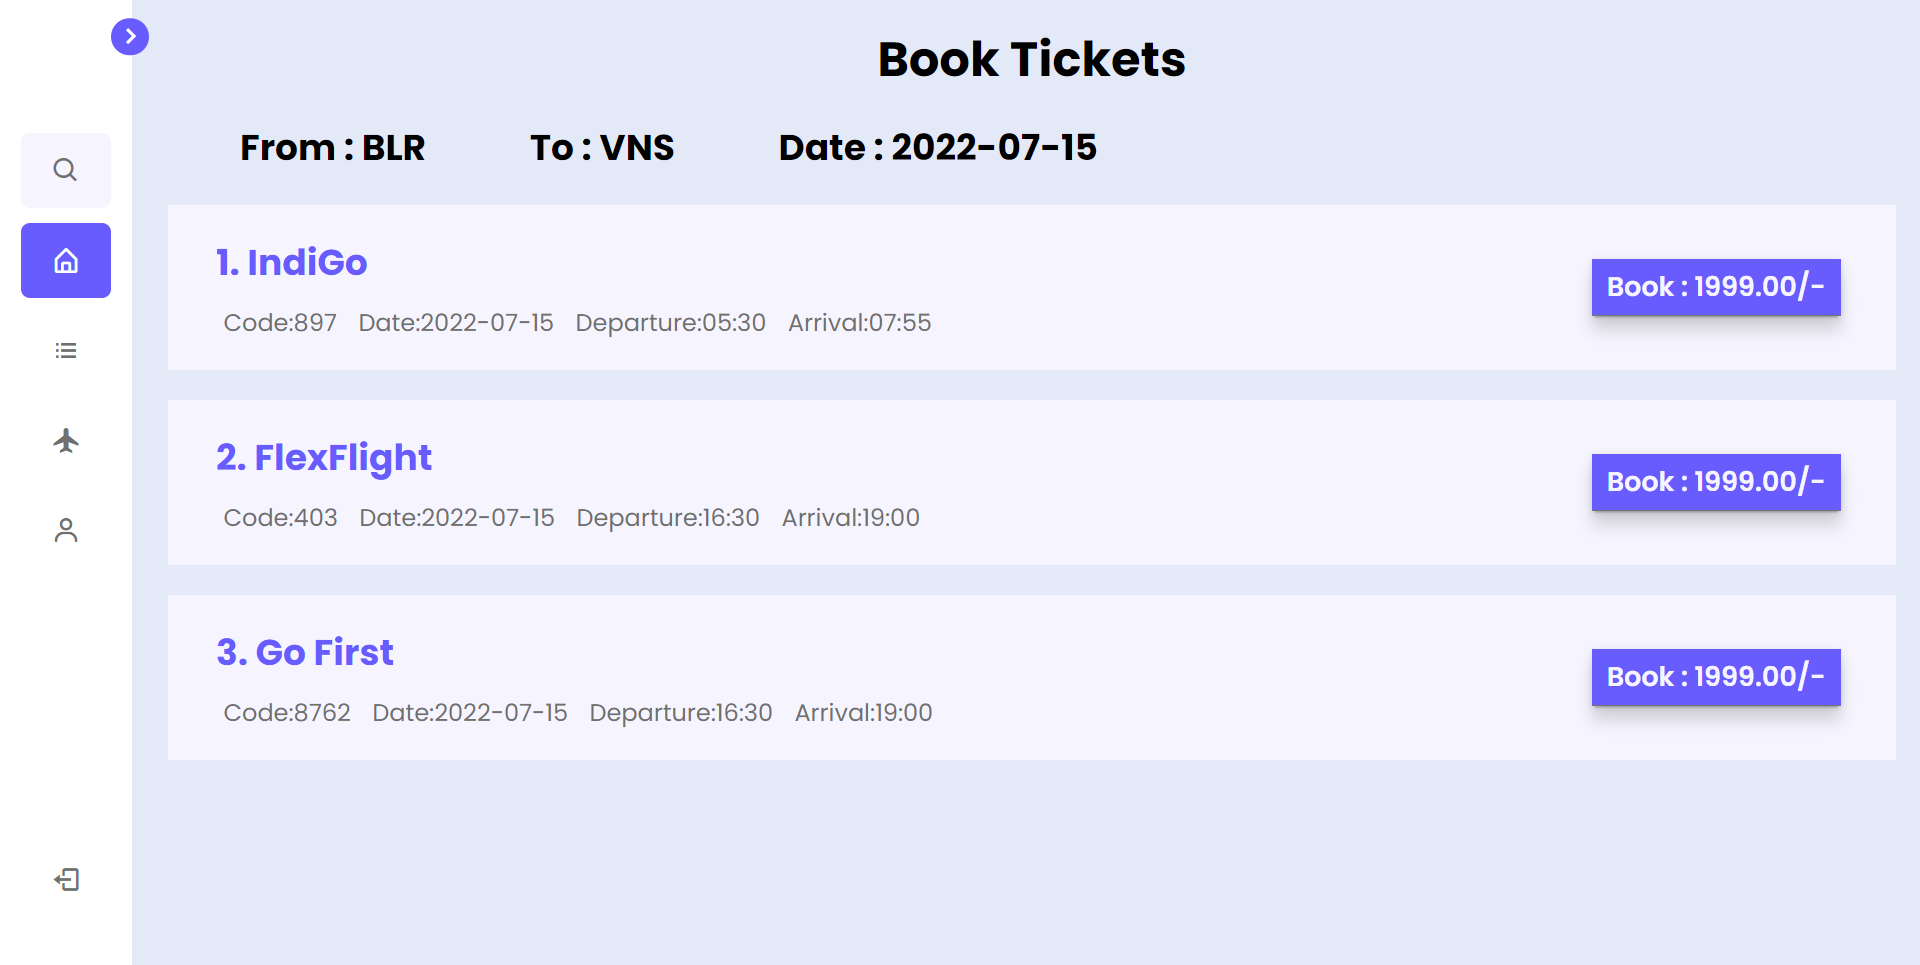 Book Tickets
From : BLR To : VNS Date : 2022-07-15
1. IndiGo
Code:897 Date:2022-07-15 Departure:05:30 Arrival:07:55
Book : 1999.00/-
2. FlexFlight
Code:403 Date:2022-07-15 Departure:16:30 Arrival:19:00
Book : 1999.00/-
3. Go First
Code:8762 Date:2022-07-15 Departure:16:30 Arrival:19:00
Book : 1999.00/-